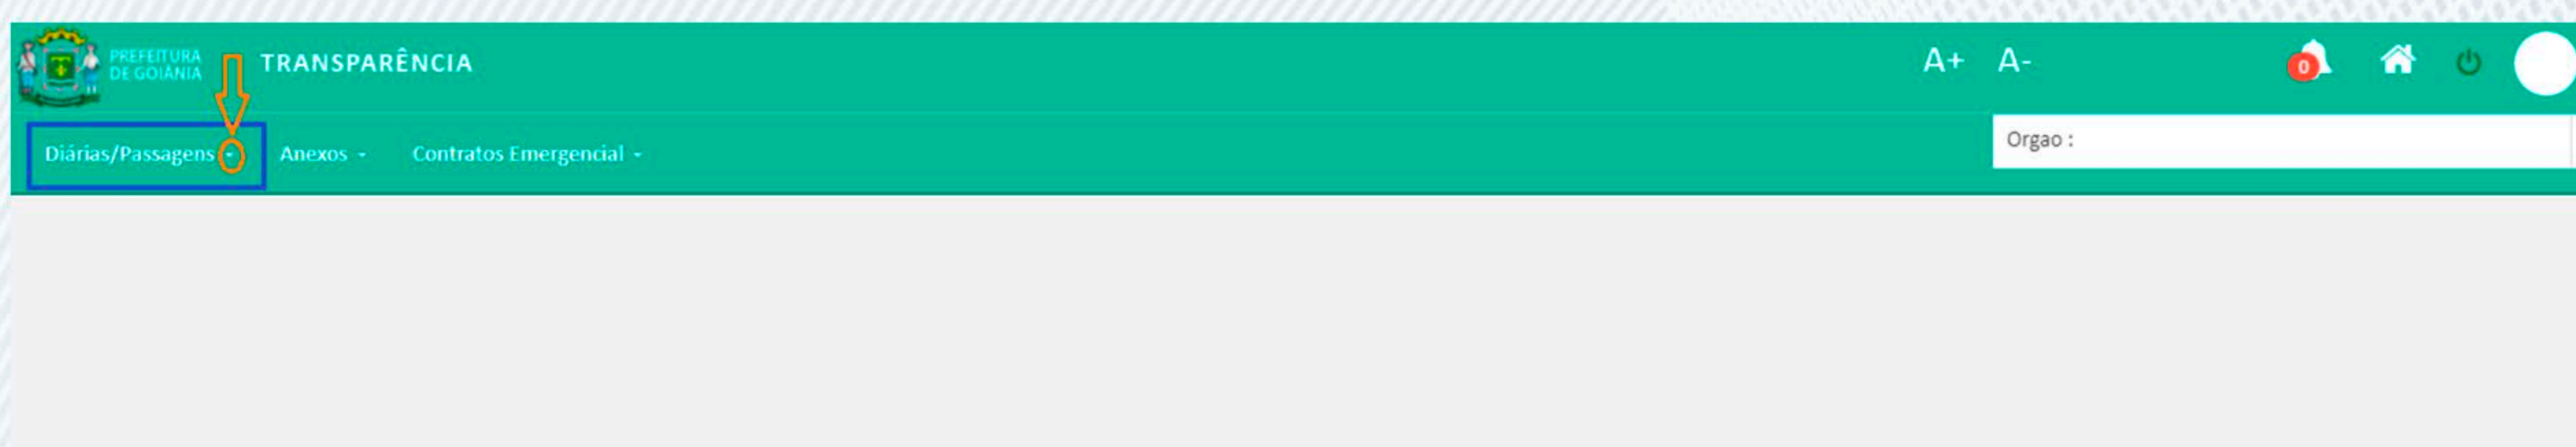 PREFEITURA
DE GOIÂNIA
TRANSPARÊNCIA
A+ A-
0
Diárias/Passagens
Anexos
Contratos Emergencial
Orgao :